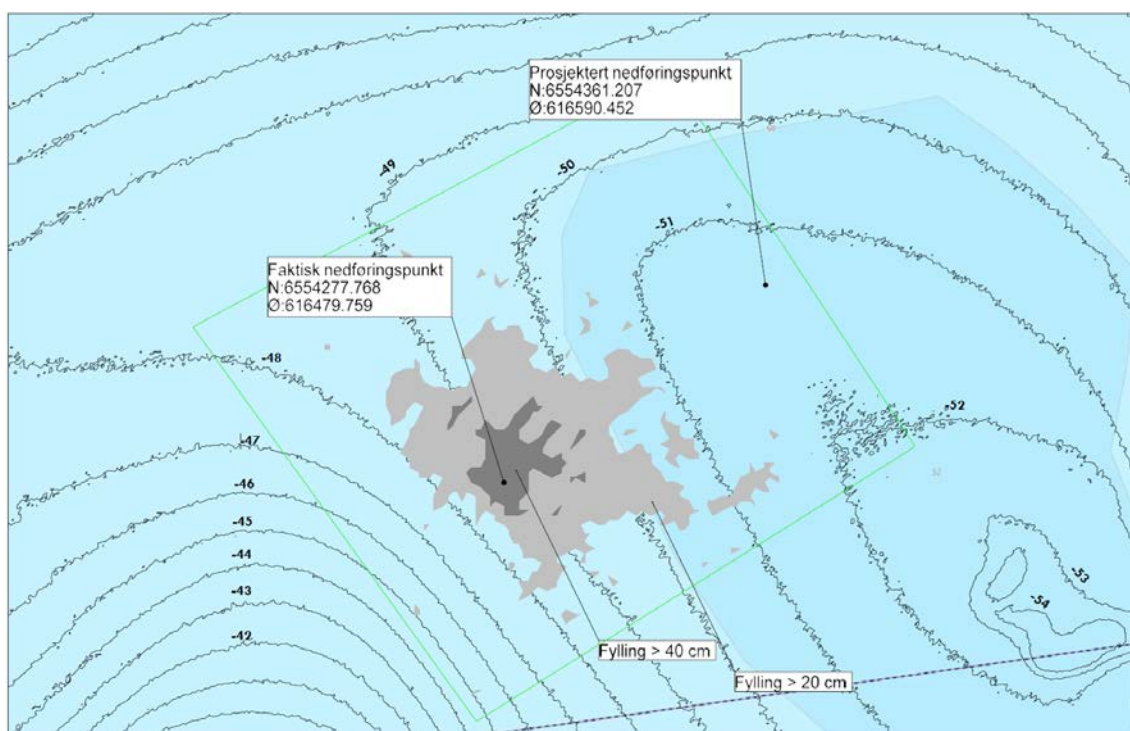 Prosjektert nedføringspunkt
N:6554361.207
Ø:616590.452
-49
-50
-51
Faktisk nedføringspunkt
N:6554277.768
Ø:616479.759
-48
-52
-47
-46
-45
-44
-43
-42
-53
-54
Fylling > 40 cm
Fylling > 20 cm